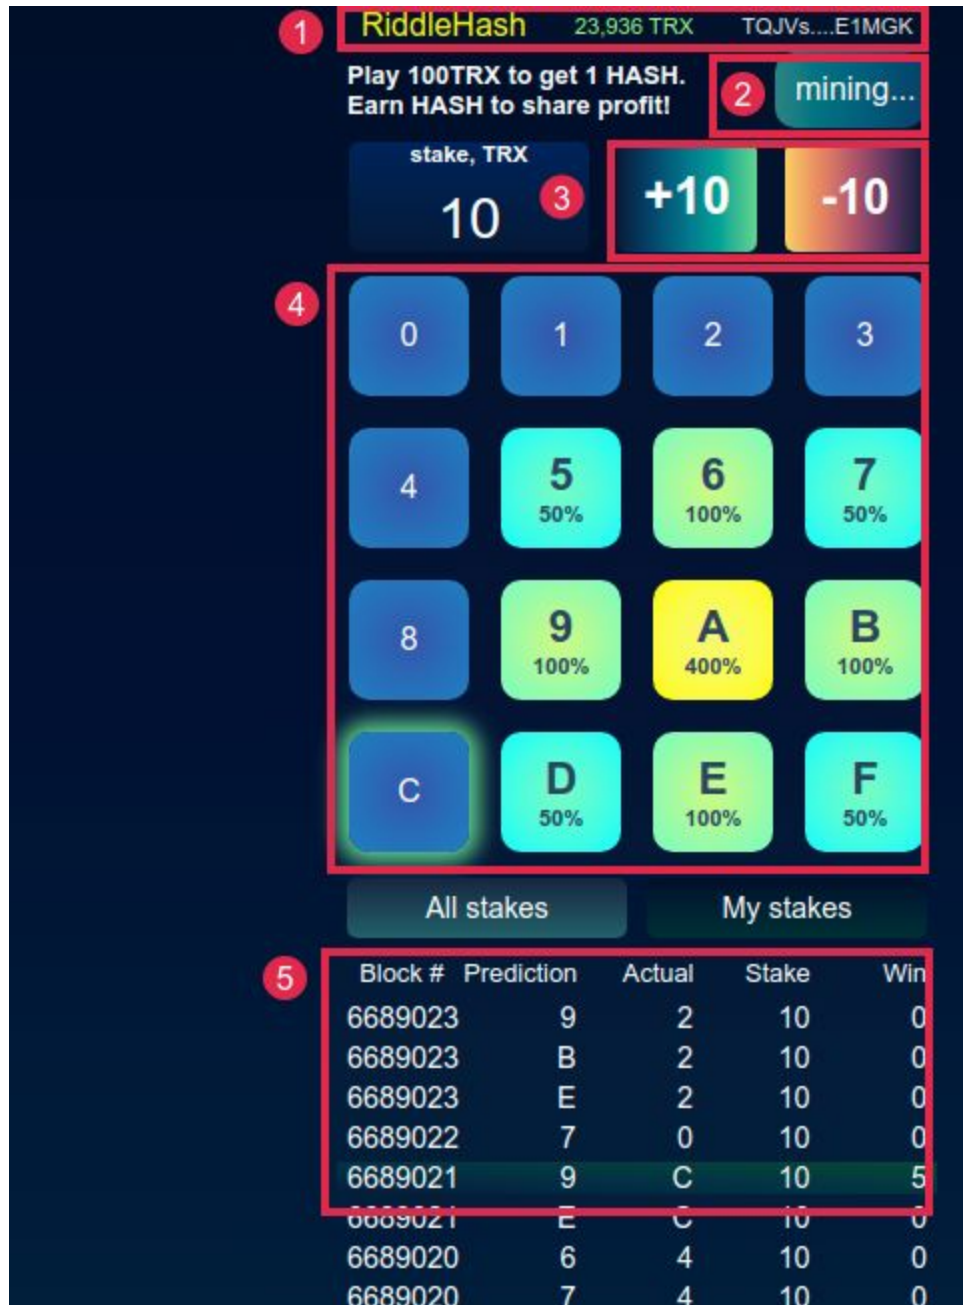 1 RiddleHash 23,936 TRX TQJVs....E1MGK
Play 100TRX to get 1 HASH.
Earn HASH to share profit!
2 mining...
stake, TRX
10 3 +10 -10
4
0 1 2 3
4 5 6 7
50% 100% 50%
8 9 A B
100% 400% 100%
C D E F
50% 100% 50%
All stakes My stakes
5 Block # Prediction Actual Stake Win
6689023 9 2 10 0
6689023 B 2 10 0
6689023 E 2 10 0
6689022 7 0 10 0
6689021 9 C 10 5
6689021 E C 10 0
6689020 6 4 10 0
6689020 7 4 10 0